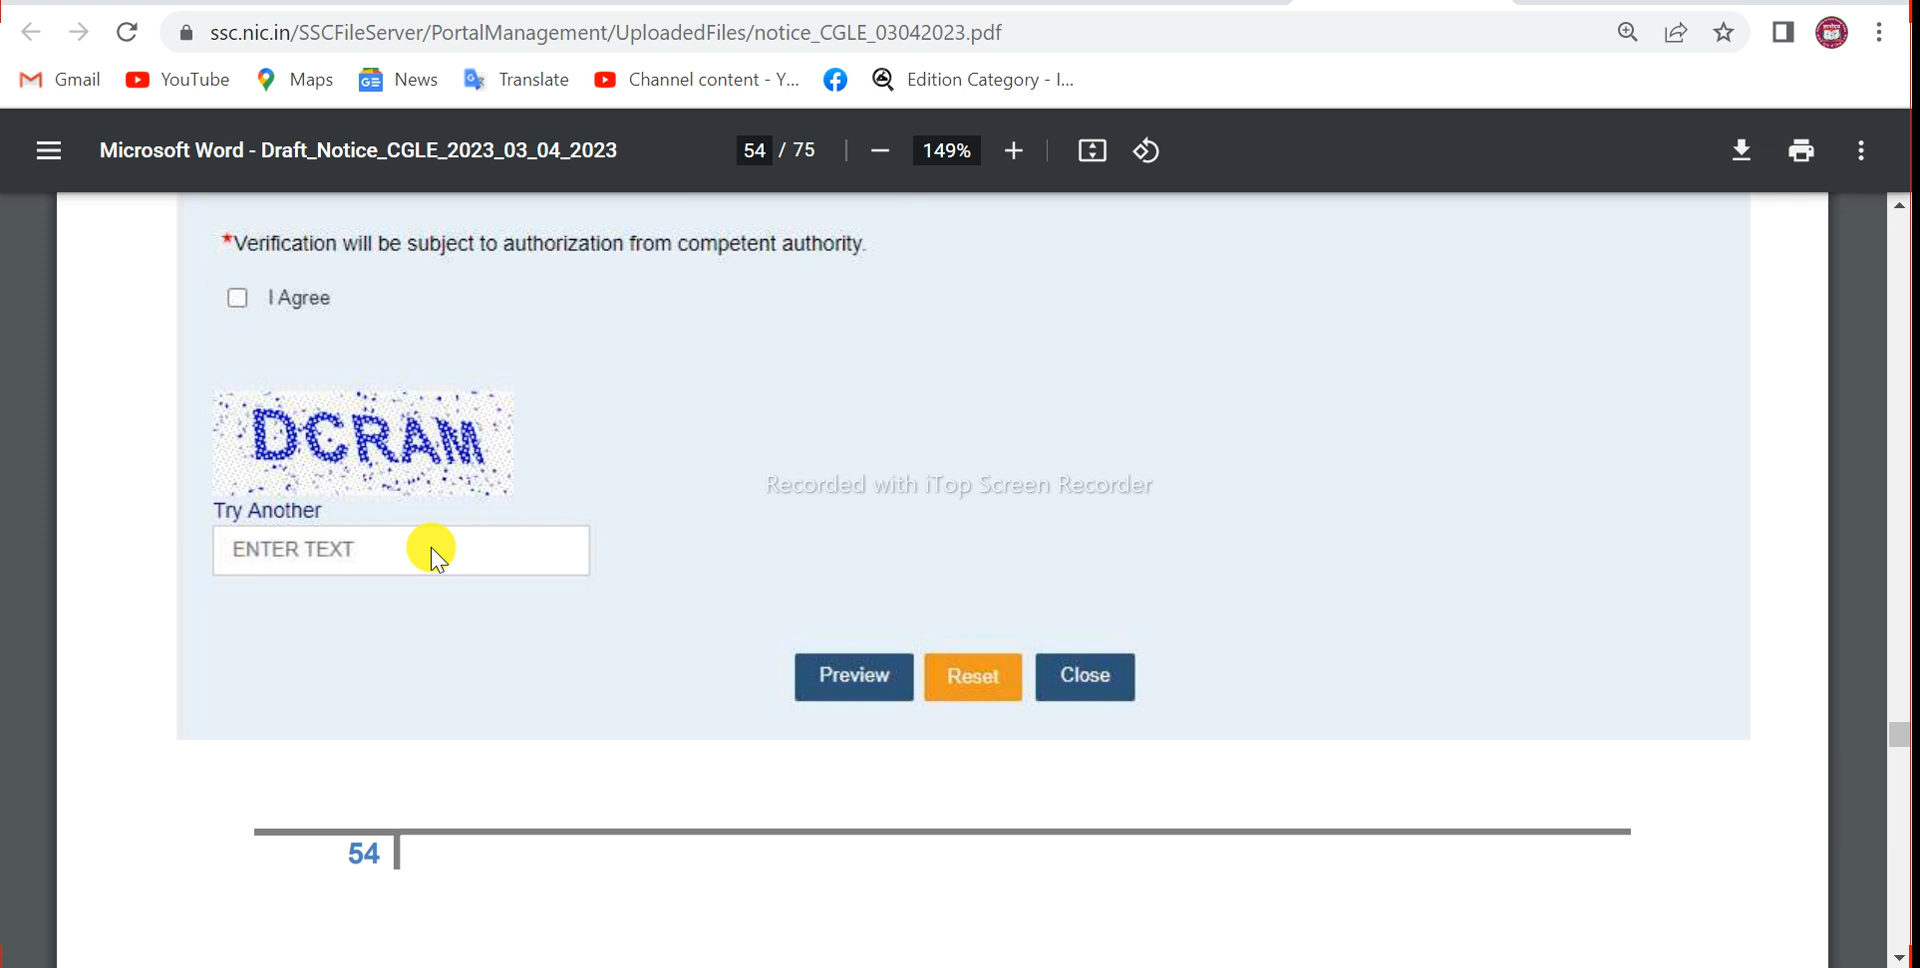 ssc.nic.in/SSCFileServer/PortalManagement/UploadedFiles/notice_CGLE_03042023.pdf
Gmail YouTube Maps News Translate Channel content - Y... Edition Category - I...
Microsoft Word - Draft_Notice_CGLE_2023_03_04_2023 54 / 75 149%
*Verification will be subject to authorization from competent authority.
I Agree
DCRAM
Recorded with iTop Screen Recorder
Try Another
ENTER TEXT
Preview Reset Close
54